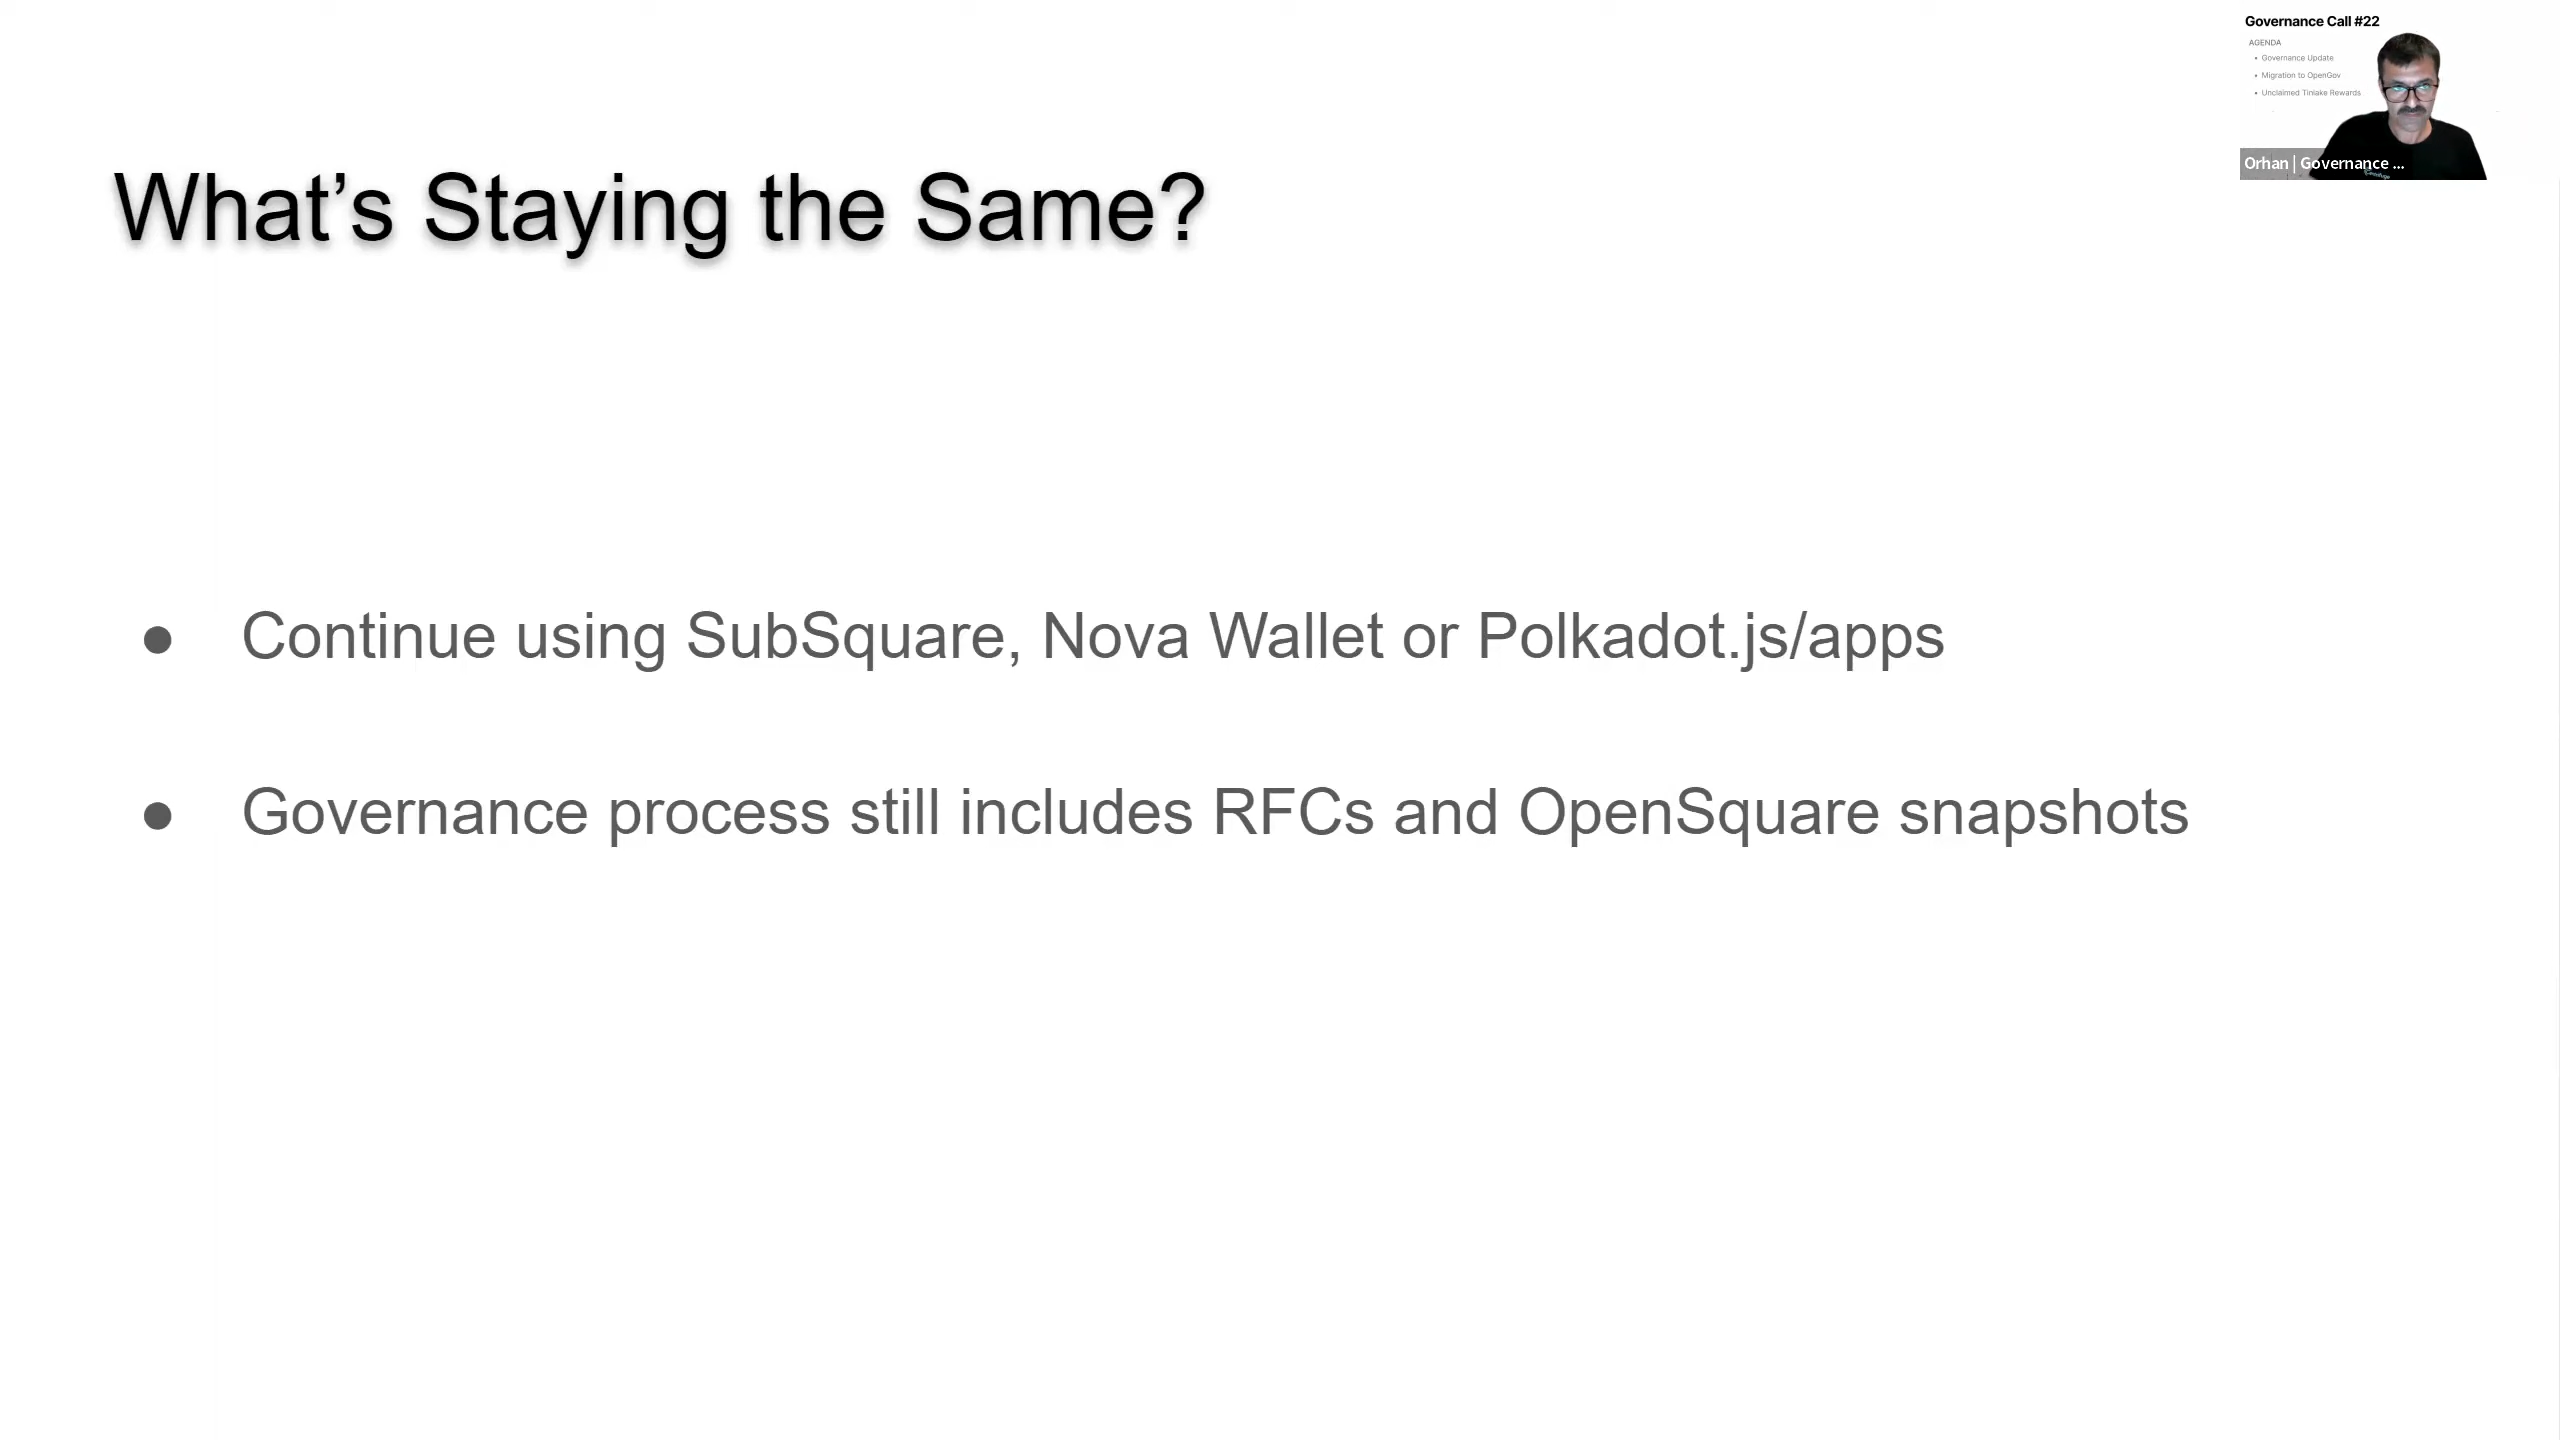 Governance Call #22
AGENDA
• Governance Update
• Migration to OpenGov
• Unclaimed Tinlake Rewards
Orhan | Governance ...
What’s Staying the Same?
● Continue using SubSquare, Nova Wallet or Polkadot.js/apps
● Governance process still includes RFCs and OpenSquare snapshots